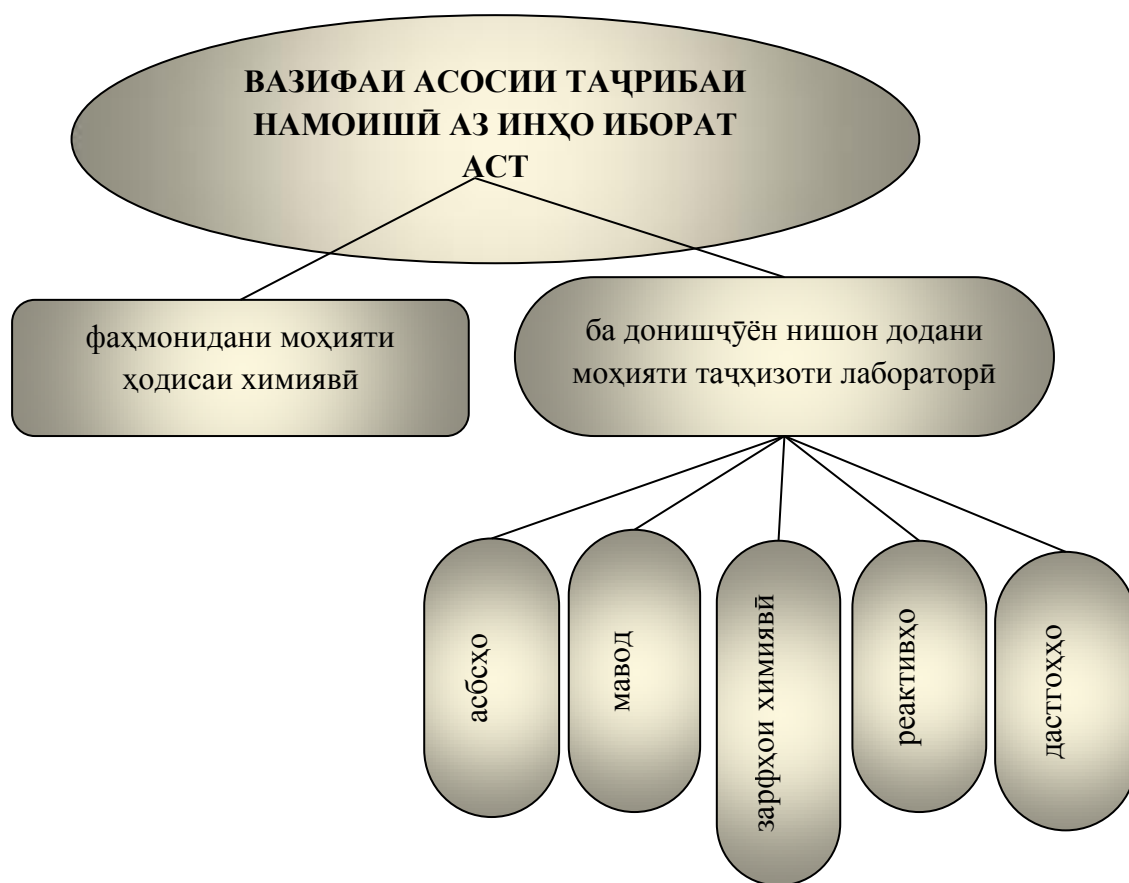 ВАЗИФАИ АСОСИИ ТАҶРИБАИ
НАМОИШӢ АЗ ИНҲО ИБОРАТ
АСТ
фаҳмонидани моҳияти
ҳодисаи химиявӣ
ба донишҷӯён нишон додани
моҳияти таҷҳизоти лабораторӣ
асбсҳо
мавод
зарфҳои химиявӣ
реактивҳо
дастгоҳҳо